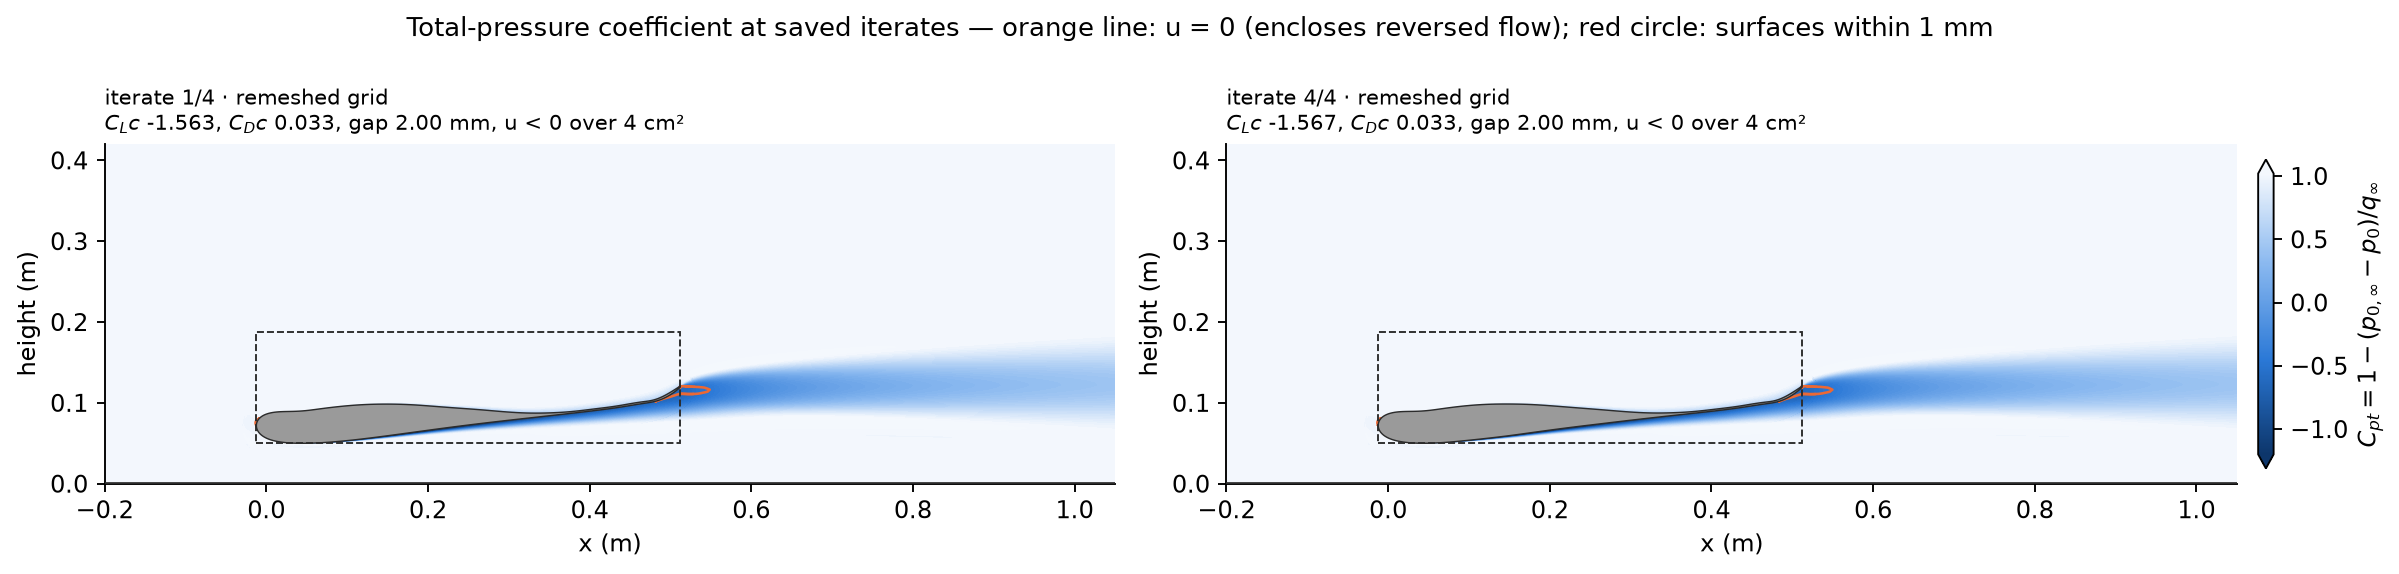 Total-pressure coefficient at saved iterates — orange line: u = 0 (encloses reversed flow); red circle: surfaces within 1 mm
iterate 1/4 · remeshed grid
C_Lc -1.563, C_Dc 0.033, gap 2.00 mm, u < 0 over 4 cm²
height (m)
0.4
0.3
0.2
0.1
0.0
−0.2
0.0
0.2
0.4
0.6
0.8
1.0
x (m)
iterate 4/4 · remeshed grid
C_Lc -1.567, C_Dc 0.033, gap 2.00 mm, u < 0 over 4 cm²
height (m)
0.4
0.3
0.2
0.1
0.0
−0.2
0.0
0.2
0.4
0.6
0.8
1.0
x (m)
1.0
0.5
0.0
−0.5
−1.0
C_pt = 1 − (p_0,∞ − p_0)/q_∞